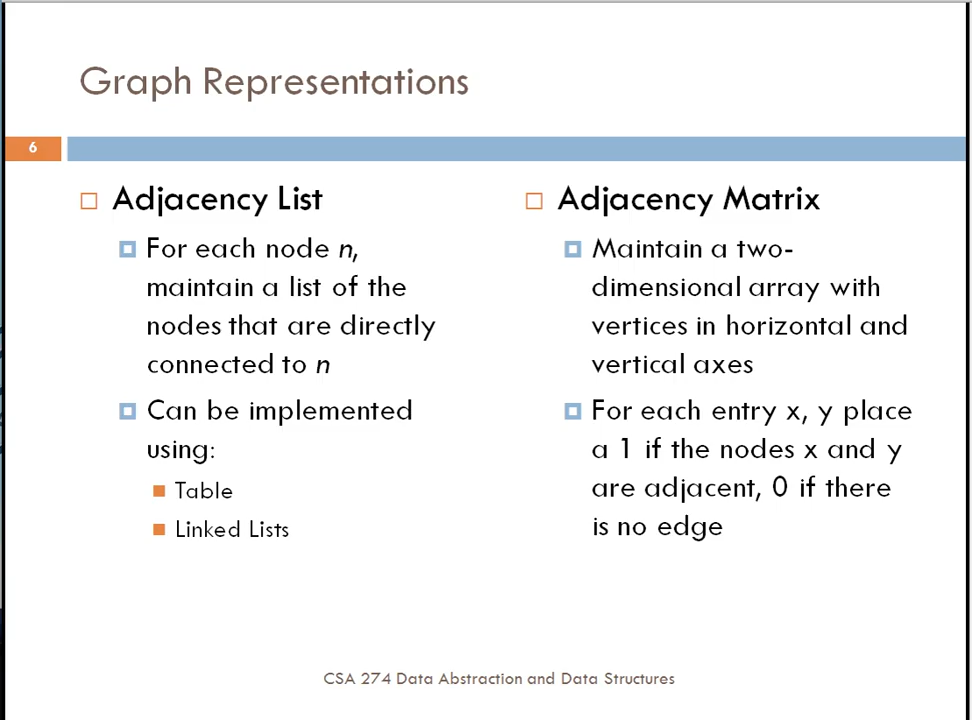 Graph Representations
6
Adjacency List
For each node n,
maintain a list of the
nodes that are directly
connected to n
Can be implemented
using:
Table
Linked Lists
Adjacency Matrix
Maintain a two-
dimensional array with
vertices in horizontal and
vertical axes
For each entry x, y place
a 1 if the nodes x and y
are adjacent, 0 if there
is no edge
CSA 274 Data Abstraction and Data Structures